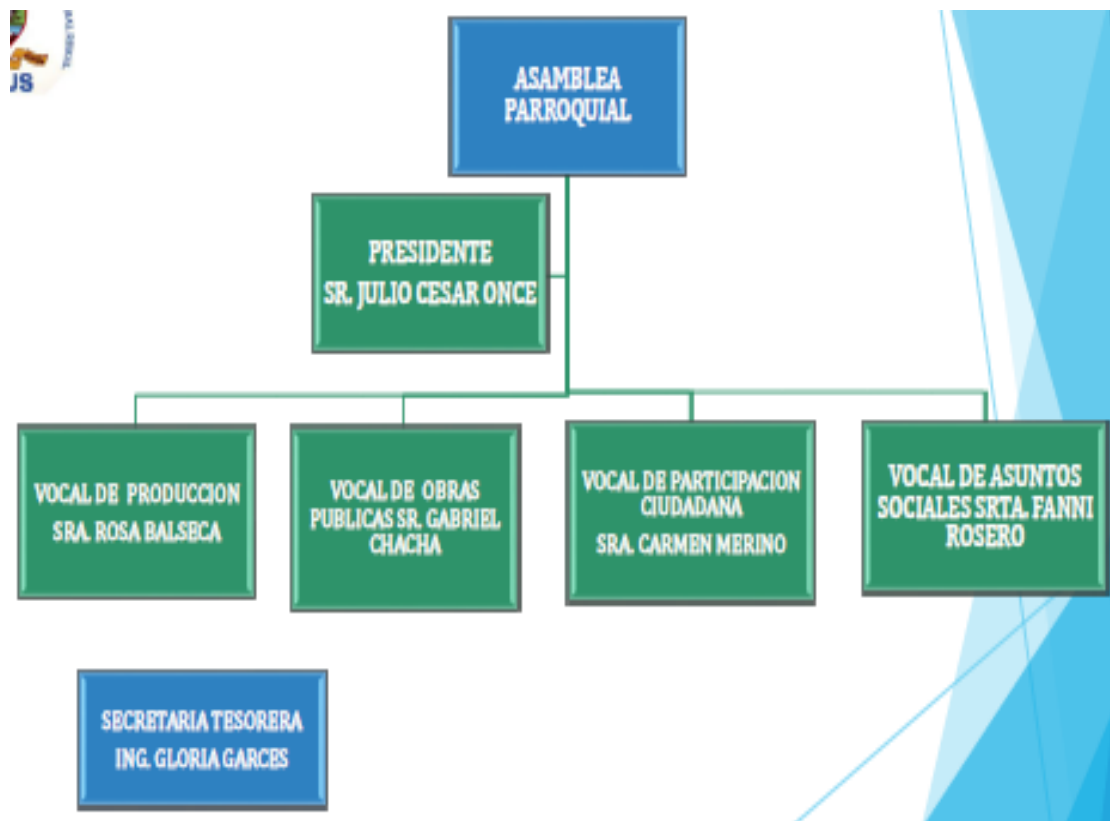 US
ASAMBLEA
PARROQUIAL
PRESIDENTE
SR. JULIO CESAR ONCE
VOCAL DE PRODUCCION
SRA. ROSA BALSECA
VOCAL DE OBRAS
PUBLICAS SR. GABRIEL
CHACHA
VOCAL DE PARTICIPACION
CIUDADANA
SRA. CARMEN MERINO
VOCAL DE ASUNTOS
SOCIALES SRTA. FANNI
ROSERO
SECRETARIA TESORERA
ING. GLORIA GARCES